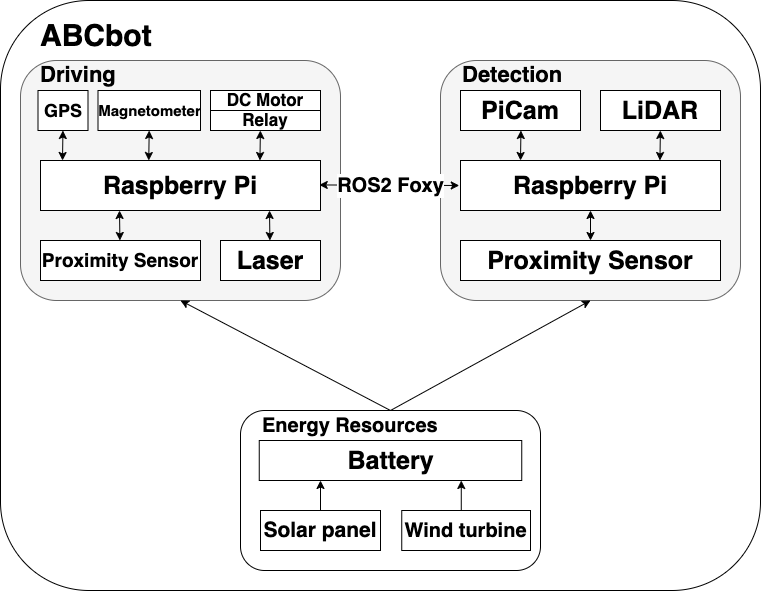 ABCbot
Driving
GPS
Magnetometer
DC Motor
Relay
Raspberry Pi
Proximity Sensor
Laser
ROS2 Foxy
Detection
PiCam
LiDAR
Raspberry Pi
Proximity Sensor
Energy Resources
Battery
Solar panel
Wind turbine